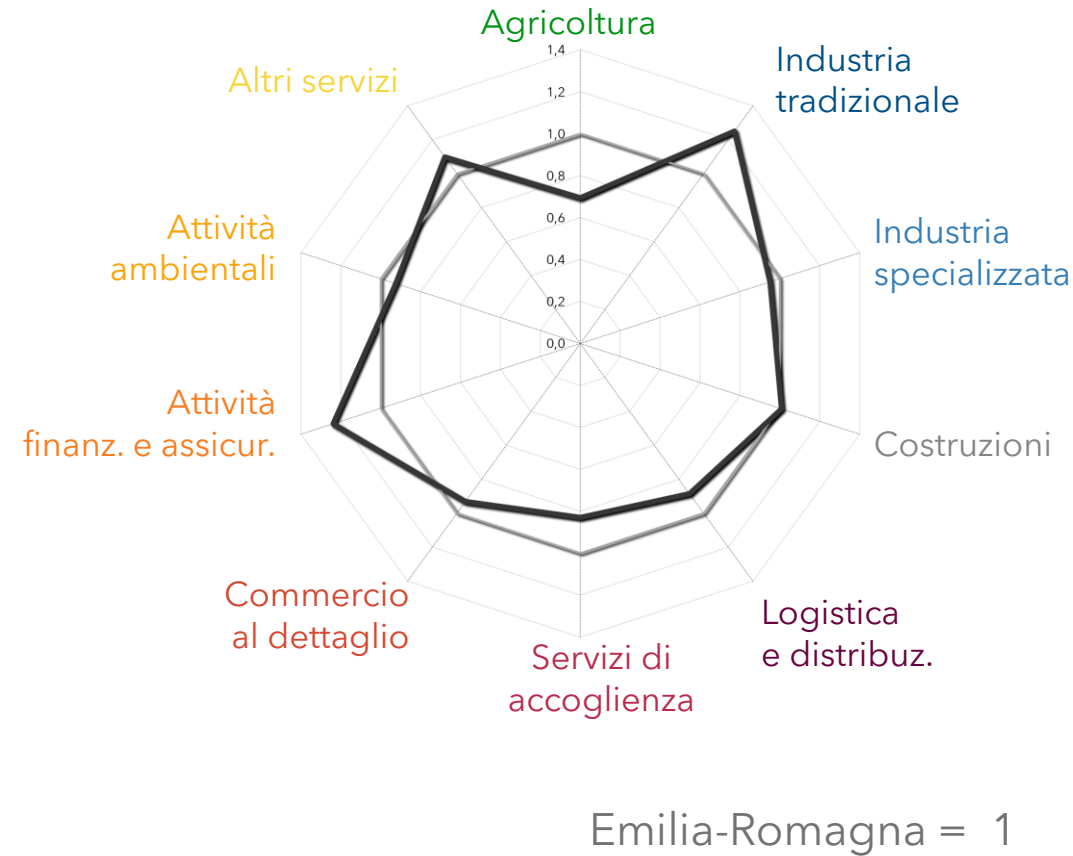 Agricoltura
Industria
tradizionale
Altri servizi
1,4
1,2
1,0
0,8
0,6
0,4
0,2
0,0
Attività
ambientali
Industria
specializzata
Attività
finanz. e assicur.
Costruzioni
Commercio
al dettaglio
Logistica
e distribuz.
Servizi di
accoglienza
Emilia-Romagna = 1